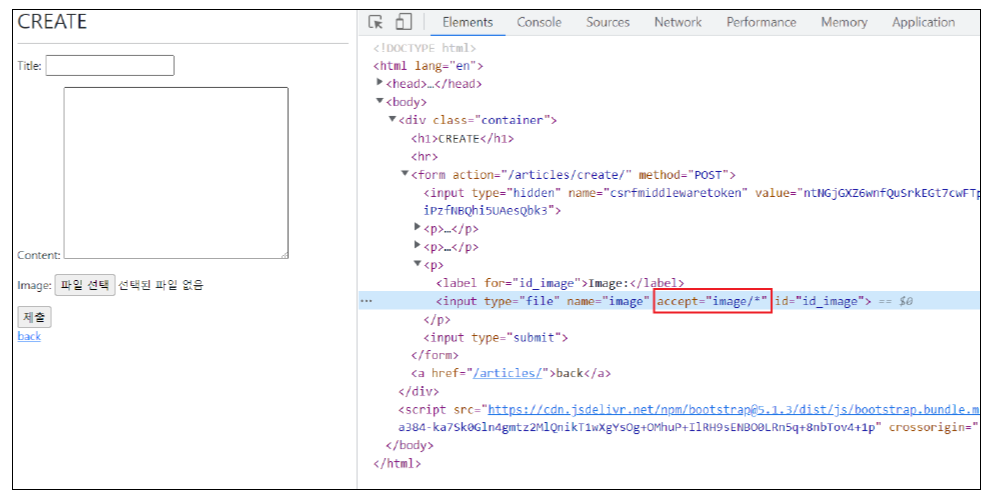 CREATE
Title:
Content:
Image: 파일 선택 선택된 파일 없음
제출
back
Elements Console Sources Network Performance Memory Application
<!DOCTYPE html>
<html lang="en">
<head>…</head>
<body>
<div class="container">
<h1>CREATE</h1>
<hr>
<form action="/articles/create/" method="POST">
<input type="hidden" name="csrfmiddlewaretoken" value="ntNGjGXZ6wnfQuSrkEGt7cwFTp
iPzfNBQhi5UAesQbk3">
<p>…</p>
<p>…</p>
<p>
<label for="id_image">Image:</label>
<input type="file" name="image" accept="image/*" id="id_image"> == $0
</p>
<input type="submit">
</form>
<a href="/articles/">back</a>
</div>
<script src="https://cdn.jsdelivr.net/npm/bootstrap@5.1.3/dist/js/bootstrap.bundle.m
a384-ka7Sk0Gln4gmtz2MlQnikT1wXgYsOg+OMhuP+IlRH9sENBO0LRn5q+8nbTov4+1p" crossorigin="
</body>
</html>